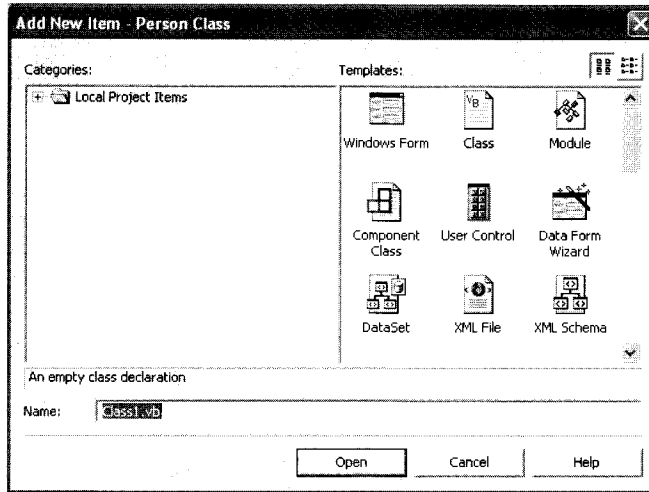 Add New Item - Person Class
Categories:
Templates:
Local Project Items
Windows Form
Class
Module
Component Class
User Control
Data Form Wizard
DataSet
XML File
XML Schema
An empty class declaration
Name:
Class1.vb
Open
Cancel
Help